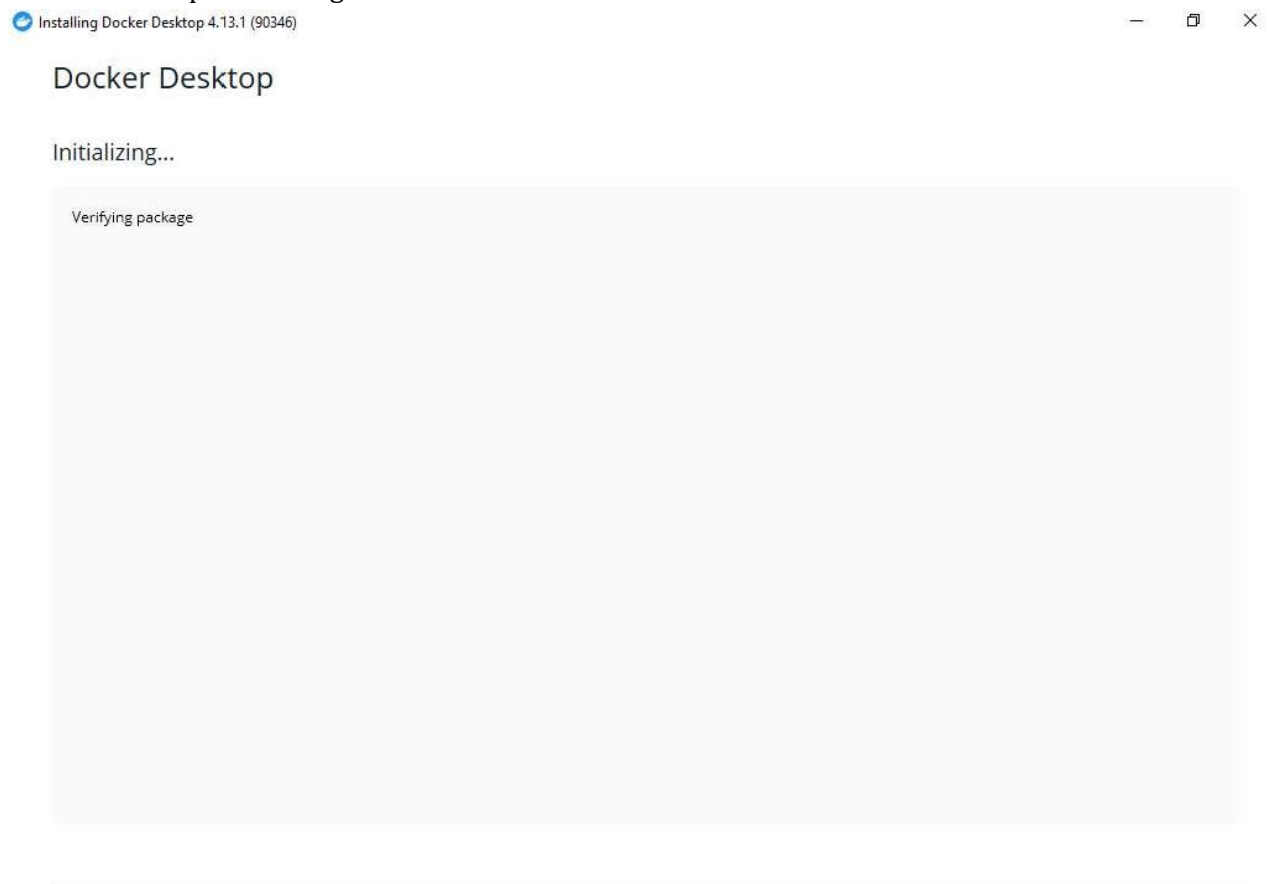 Installing Docker Desktop 4.13.1 (90346)
Docker Desktop
Initializing...
Verifying package